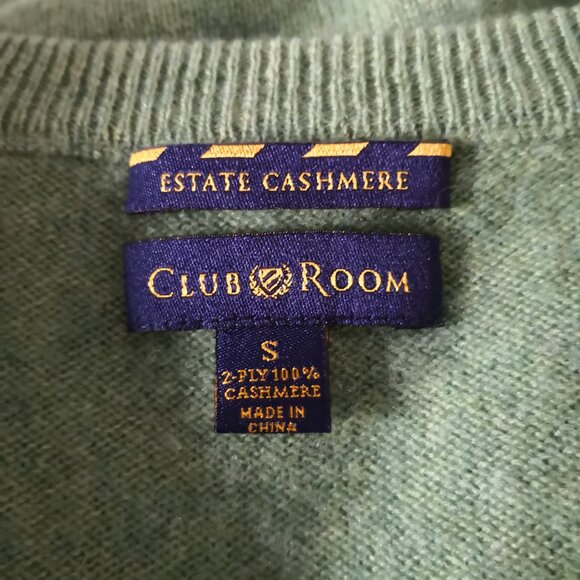 ESTATE CASHMERE
CLUB ROOM
S
2-PLY 100%
CASHMERE
MADE IN
CHINA